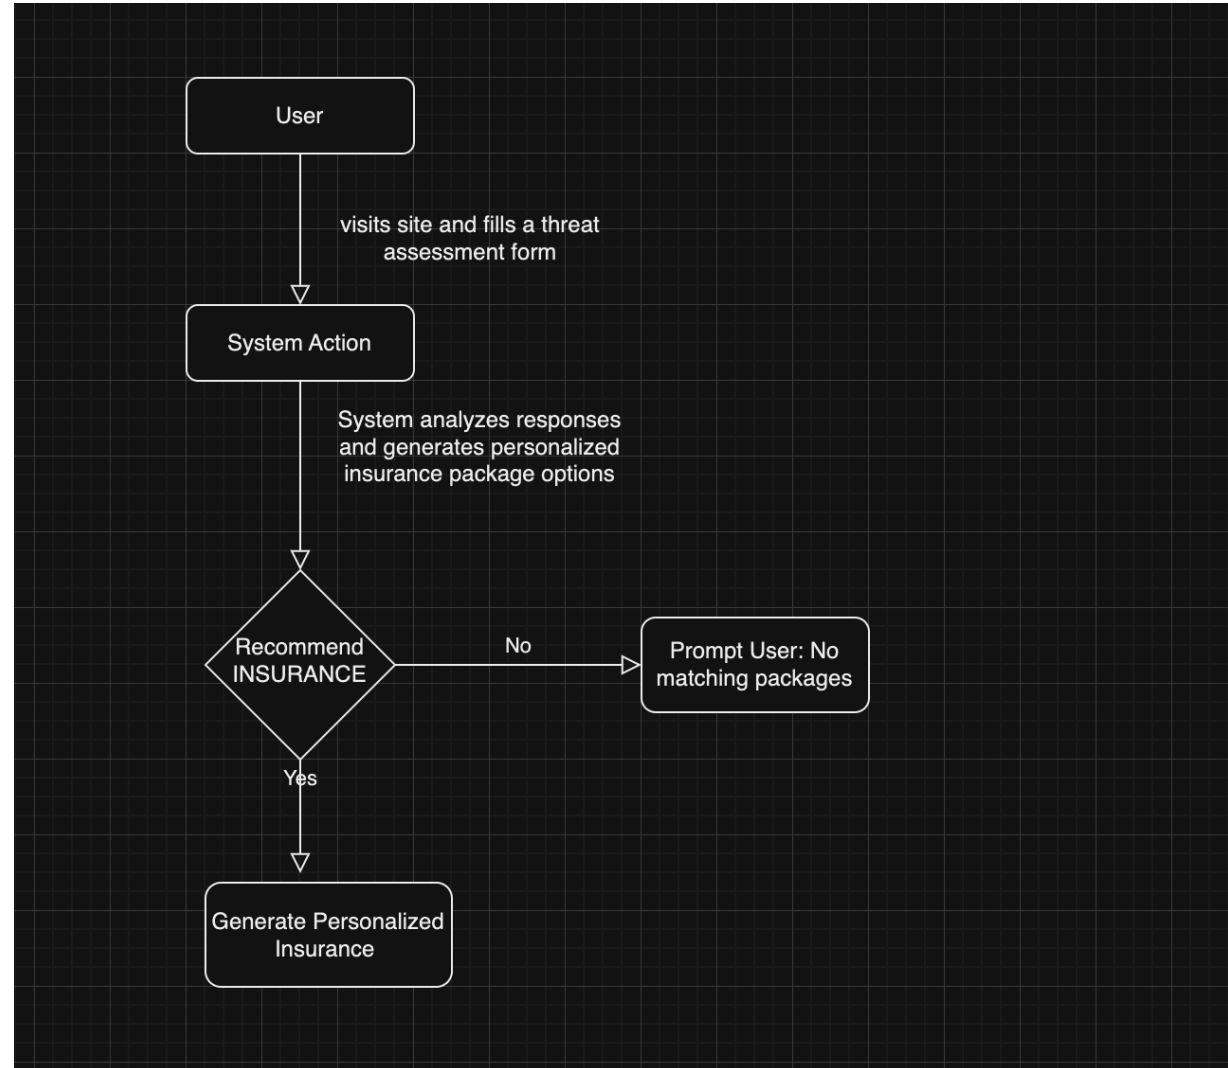 User
visits site and fills a threat
assessment form
System Action
System analyzes responses
and generates personalized
insurance package options
Recommend
INSURANCE
No
Prompt User: No
matching packages
Yes
Generate Personalized
Insurance